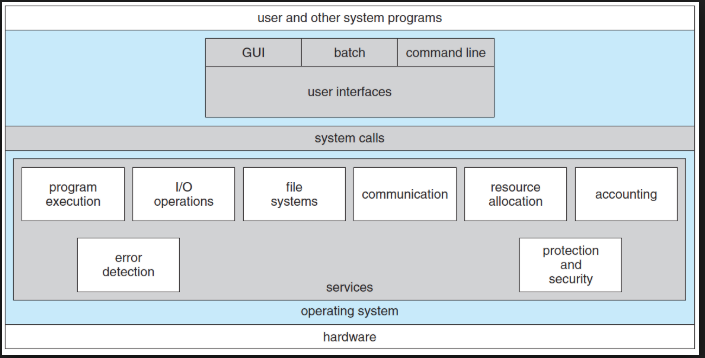 user and other system programs
GUI
batch
command line
user interfaces
system calls
program
execution
I/O
operations
file
systems
communication
resource
allocation
accounting
error
detection
protection
and
security
services
operating system
hardware